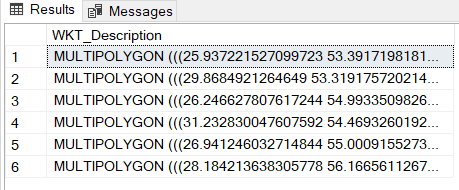 Results Messages
WKT_Description
1 MULTIPOLYGON (((25.937221527099723 53.3917198181...
2 MULTIPOLYGON (((29.8684921264649 53.319175720214...
3 MULTIPOLYGON (((26.246627807617244 54.9933509826...
4 MULTIPOLYGON (((31.232830047607592 54.4693260192...
5 MULTIPOLYGON (((26.941246032714844 55.0009155273...
6 MULTIPOLYGON (((28.184213638305778 56.1665611267...